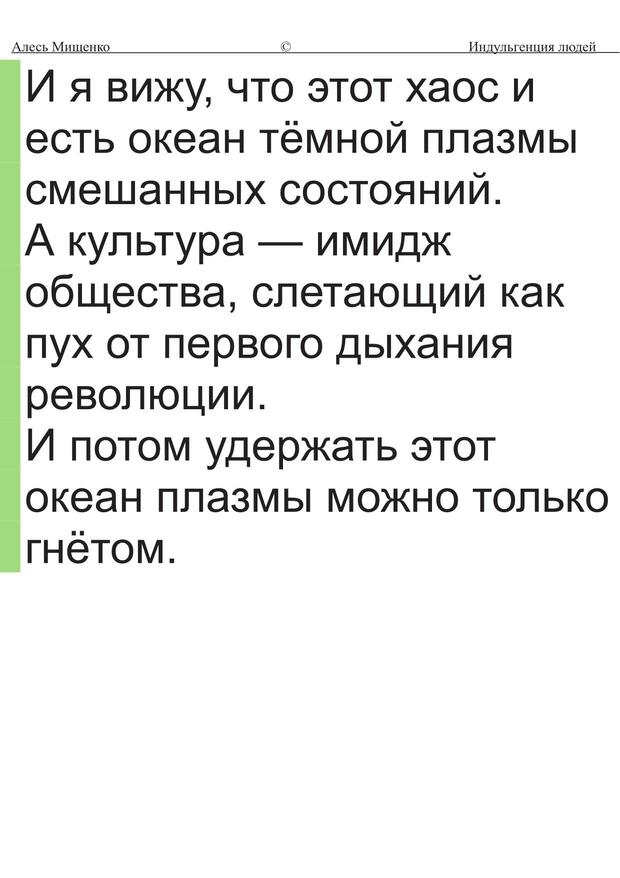 Алесь Мищенко © Индульгенция людей
И я вижу, что этот хаос и
есть океан тёмной плазмы
смешанных состояний.
А культура — имидж
общества, слетающий как
пух от первого дыхания
революции.
И потом удержать этот
океан плазмы можно только
гнётом.